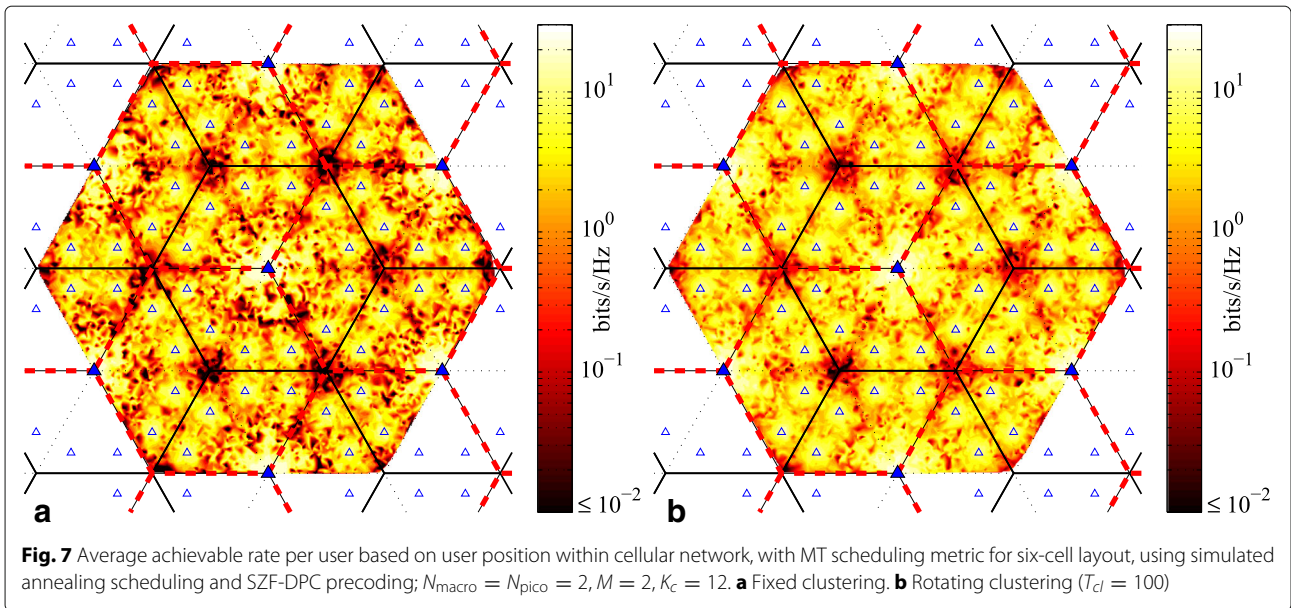 10^1
10^0
bits/s/Hz
10^−1
≤ 10^−2
a
10^1
10^0
bits/s/Hz
10^−1
≤ 10^−2
b
Fig. 7 Average achievable rate per user based on user position within cellular network, with MT scheduling metric for six-cell layout, using simulated
annealing scheduling and SZF-DPC precoding; N_macro = N_pico = 2, M = 2, K_c = 12. a Fixed clustering. b Rotating clustering (T_cl = 100)